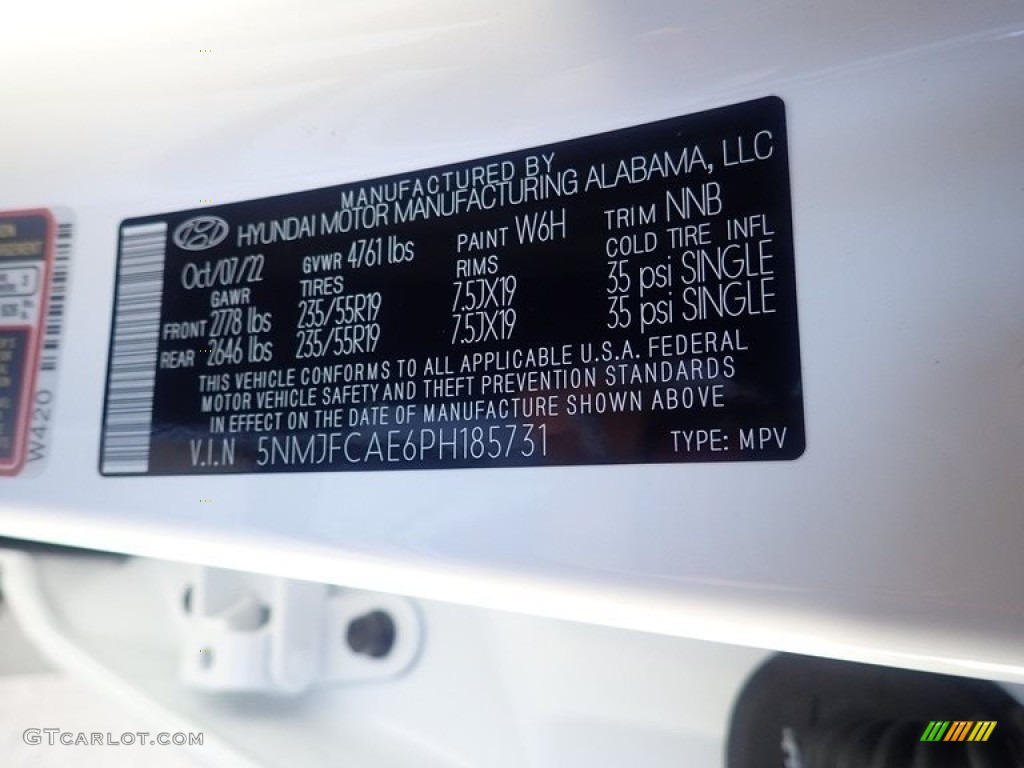 MANUFACTURED BY
HYUNDAI MOTOR MANUFACTURING ALABAMA, LLC
Oct/07/22 GVWR 4761 lbs PAINT W6H TRIM NNB
GAWR TIRES RIMS COLD TIRE INFL
FRONT 2778 lbs 235/55R19 7.5JX19 35 psi SINGLE
REAR 2646 lbs 235/55R19 7.5JX19 35 psi SINGLE
THIS VEHICLE CONFORMS TO ALL APPLICABLE U.S.A. FEDERAL
MOTOR VEHICLE SAFETY AND THEFT PREVENTION STANDARDS
IN EFFECT ON THE DATE OF MANUFACTURE SHOWN ABOVE
V.I.N 5NMJFCAE6PH185731 TYPE: MPV
W420
GTCARLOT.COM